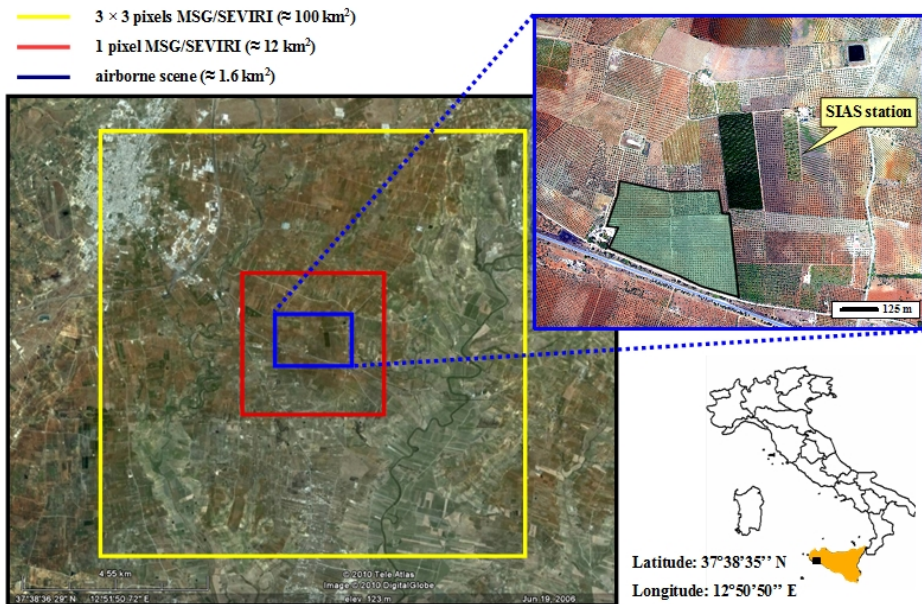 3 × 3 pixels MSG/SEVIRI (≈ 100 km²)
1 pixel MSG/SEVIRI (≈ 12 km²)
airborne scene (≈ 1.6 km²)
SIAS station
125 m
4.55 km
© 2010 Tele Atlas
Image © 2010 DigitalGlobe
37°38'36.29" N 12°51'50.72" E
elev. 123 m
Jun 19, 2006
Latitude: 37°38’35’’ N
Longitude: 12°50’50’’ E